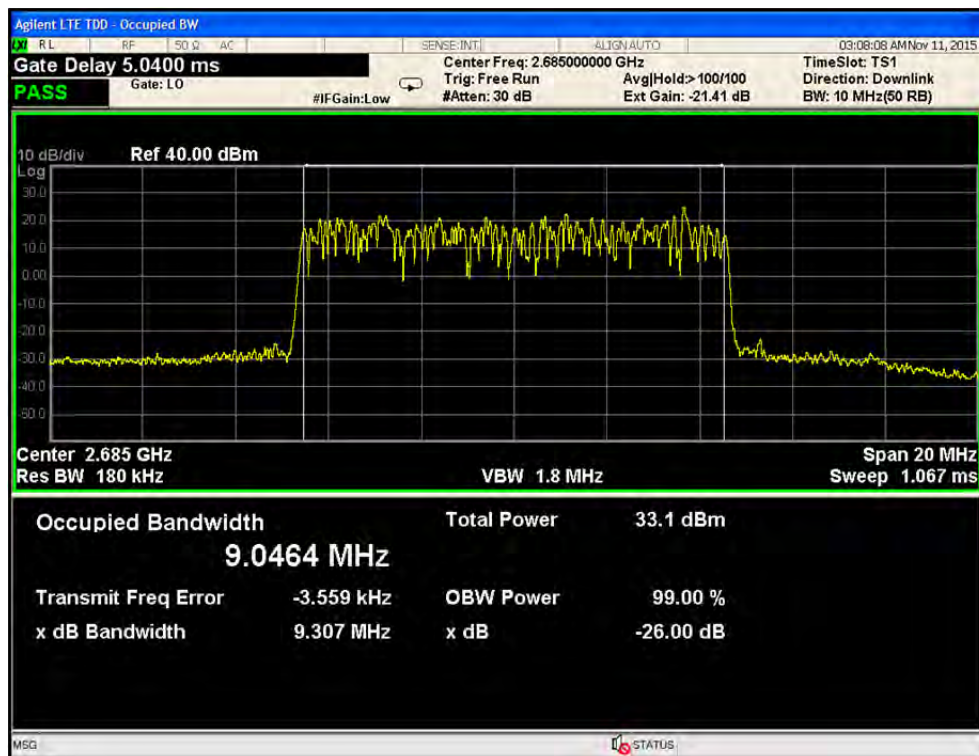 Agilent LTE TDD - Occupied BW
LXI RL RF 50 Ω AC SENSE:INT ALIGN AUTO 03:08:08 AM Nov 11, 2015
Gate Delay 5.0400 ms Center Freq: 2.685000000 GHz TimeSlot: TS1
PASS Gate: LO Trig: Free Run Avg|Hold:>100/100 Direction: Downlink
#IFGain:Low #Atten: 30 dB Ext Gain: -21.41 dB BW: 10 MHz(50 RB)
10 dB/div Ref 40.00 dBm
Log
30.0
20.0
10.0
0.00
-10.0
-20.0
-30.0
-40.0
-50.0
Center 2.685 GHz Span 20 MHz
Res BW 180 kHz VBW 1.8 MHz Sweep 1.067 ms
Occupied Bandwidth Total Power 33.1 dBm
9.0464 MHz
Transmit Freq Error -3.559 kHz OBW Power 99.00 %
x dB Bandwidth 9.307 MHz x dB -26.00 dB
MSG STATUS